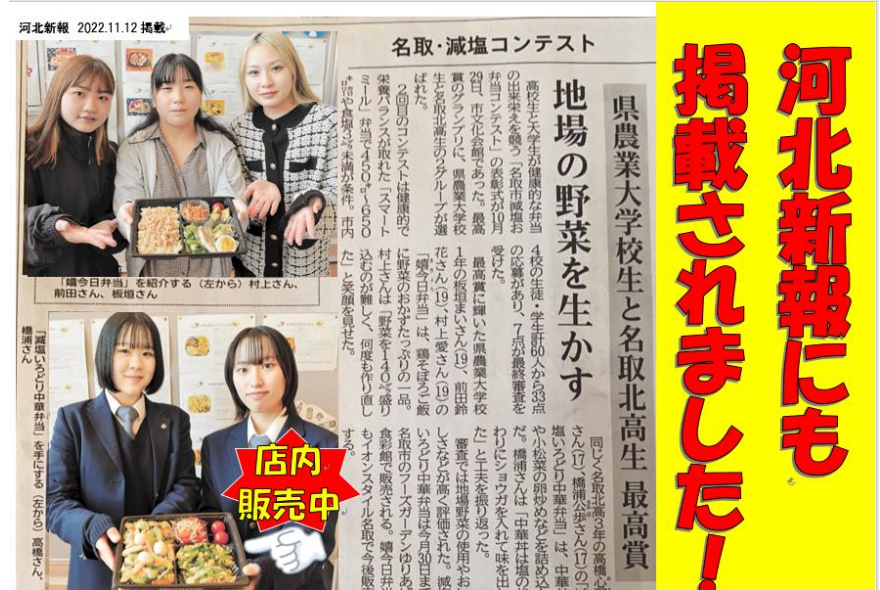 河北新報 2022.11.12 掲載
河北新報にも
掲載されました！
名取・減塩コンテスト
県農業大学校生と名取北高生 最高賞
地場の野菜を生かす
高校生と大学生が健康的な弁当
の出来栄えを競う「名取市減塩お
弁当コンテスト」の表彰式が10月
29日、市文化会館であった。最高
賞のグランプリに、県農業大学校
と名取北高生の2グループが選
ばれた。
2回目のコンテストは健康的で
栄養バランスが取れた「スマート
ミール」弁当で450㌔〜650
㌔㌍や食塩3㌘未満が条件。市内
4校の生徒・学生計60人から33点
の応募があり、7点が最終審査を
受けた。
最高賞に輝いた県農業大学校
1年の板垣まいさん(19)、前田鈴
花さん(19)、村上愛さん(19)の
「嬉今日弁当」は、鶏そぼろご飯
に野菜のおかずたっぷりの一品。
村上さんは「野菜を140㌘盛り
込むのが難しく、何度も作り直し
た」と笑顔を見せた。
同じく名取北高3年の高橋心
さん(17)、橋浦公歩さん(17)の「
塩いろどり中華弁当」は、中華
や小松菜の卵炒めなどを詰め込
だ。橋浦さんは「中華丼は塩の
わりにショウガを入れて味を出
た」と工夫を振り返った。
審査では地場野菜の使用やお
しさなどが高く評価された。減
いろどり中華弁当は今月30日ま
名取市のフーズガーデンゆりあ
食彩館で販売される。嬉今日弁
もイオンスタイル名取で今後販
する。
「嬉今日弁当」を紹介する（左から）村上さん、
前田さん、板垣さん
「減塩いろどり中華弁当」を手にする（左から）高橋さん、
橋浦さん
店内
販売中